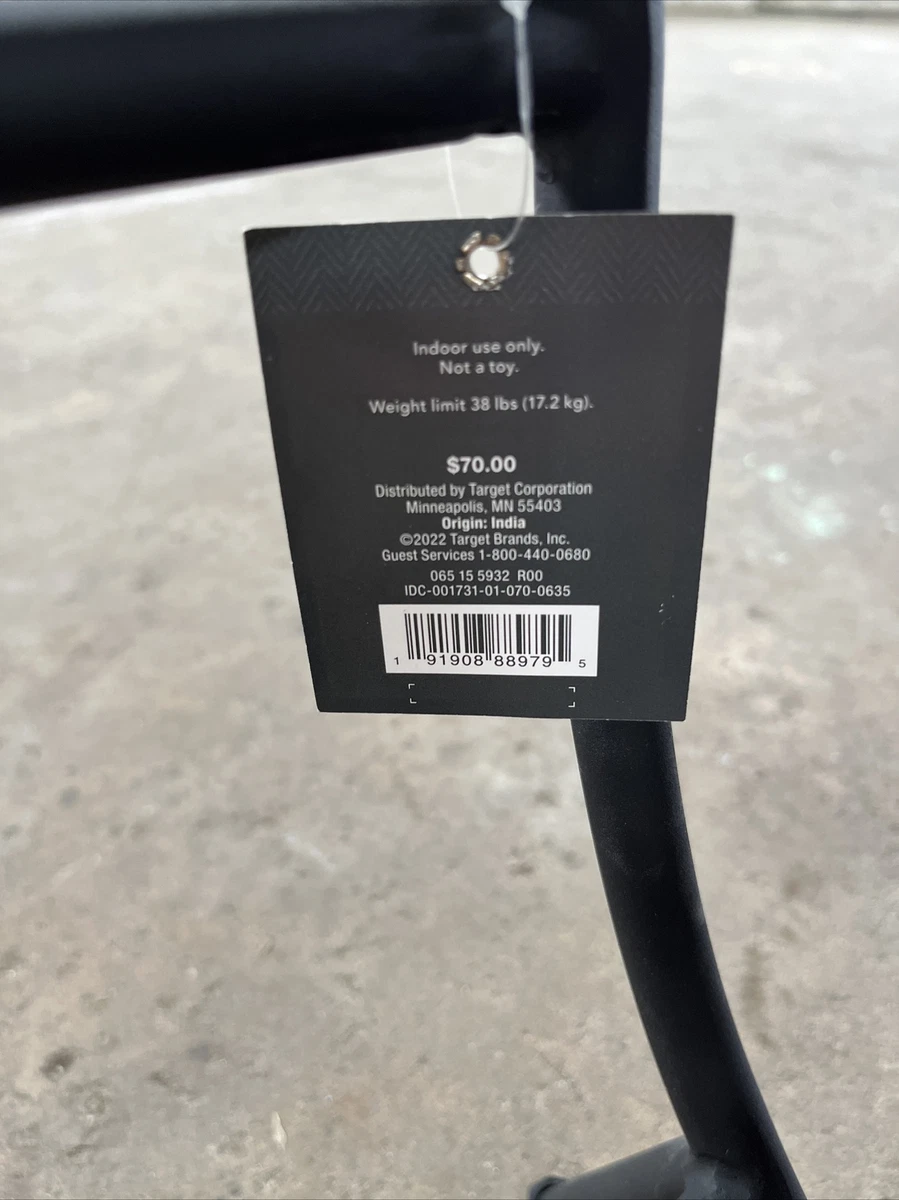 Indoor use only.
Not a toy.
Weight limit 38 lbs (17.2 kg).
$70.00
Distributed by Target Corporation
Minneapolis, MN 55403
Origin: India
©2022 Target Brands, Inc.
Guest Services 1-800-440-0680
065 15 5932 R00
IDC-001731-01-070-0635
1 91908 88979 5